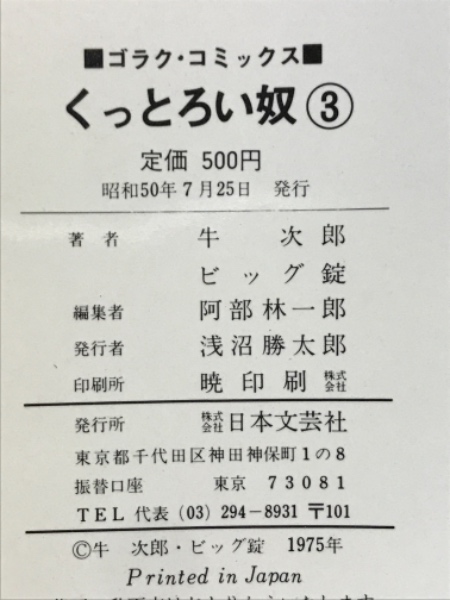 ■ゴラク・コミックス■
くっとろい奴③
定価 500円
昭和50年7月25日 発行
著者 牛 次郎
ビッグ錠
編集者 阿部林一郎
発行者 浅沼勝太郎
印刷所 暁印刷株式会社
発行所 株式会社日本文芸社
東京都千代田区神田神保町1の8
振替口座 東京 73081
TEL 代表 (03) 294-8931 〒101
©牛 次郎・ビッグ錠 1975年
Printed in Japan